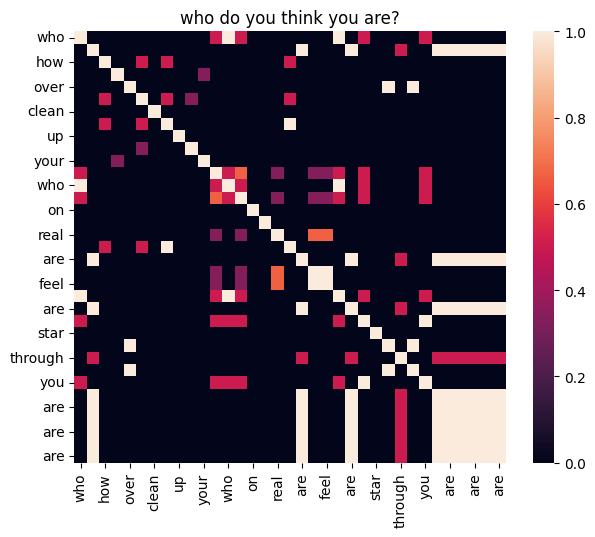 who do you think you are?
who
how
over
clean
up
your
who
on
real
are
feel
are
star
through
you
are
are
are
1.0
0.8
0.6
0.4
0.2
0.0
who
how
over
clean
up
your
who
on
real
are
feel
are
star
through
you
are
are
are